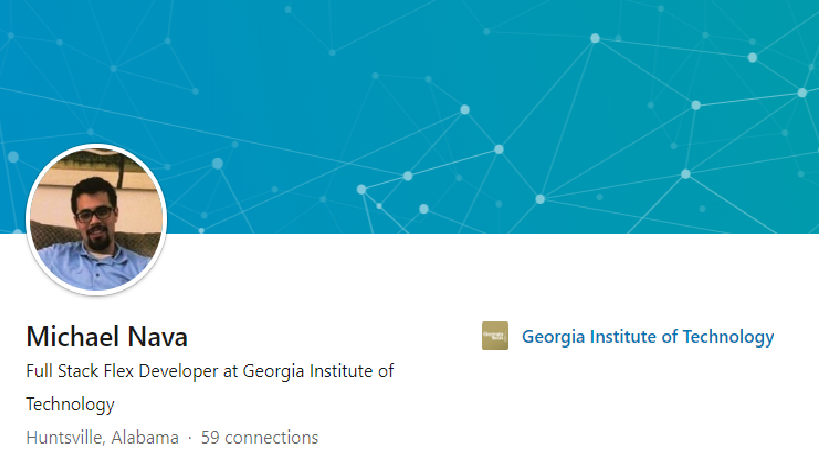 Michael Nava
Georgia Institute of Technology
Full Stack Flex Developer at Georgia Institute of
Technology
Huntsville, Alabama · 59 connections